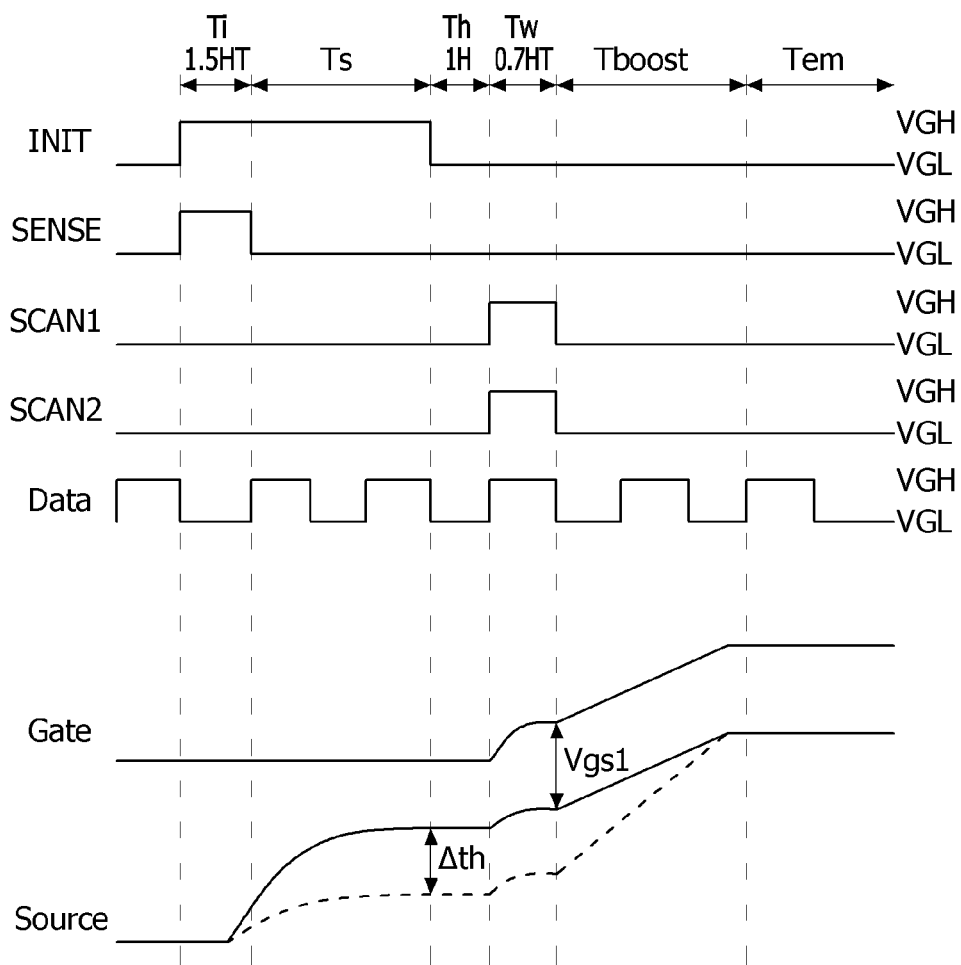 Ti
1.5HT
Ts
Th
1H
Tw
0.7HT
Tboost
Tem
INIT
VGH
VGL
SENSE
VGH
VGL
SCAN1
VGH
VGL
SCAN2
VGH
VGL
Data
VGH
VGL
Gate
Vgs1
Δth
Source